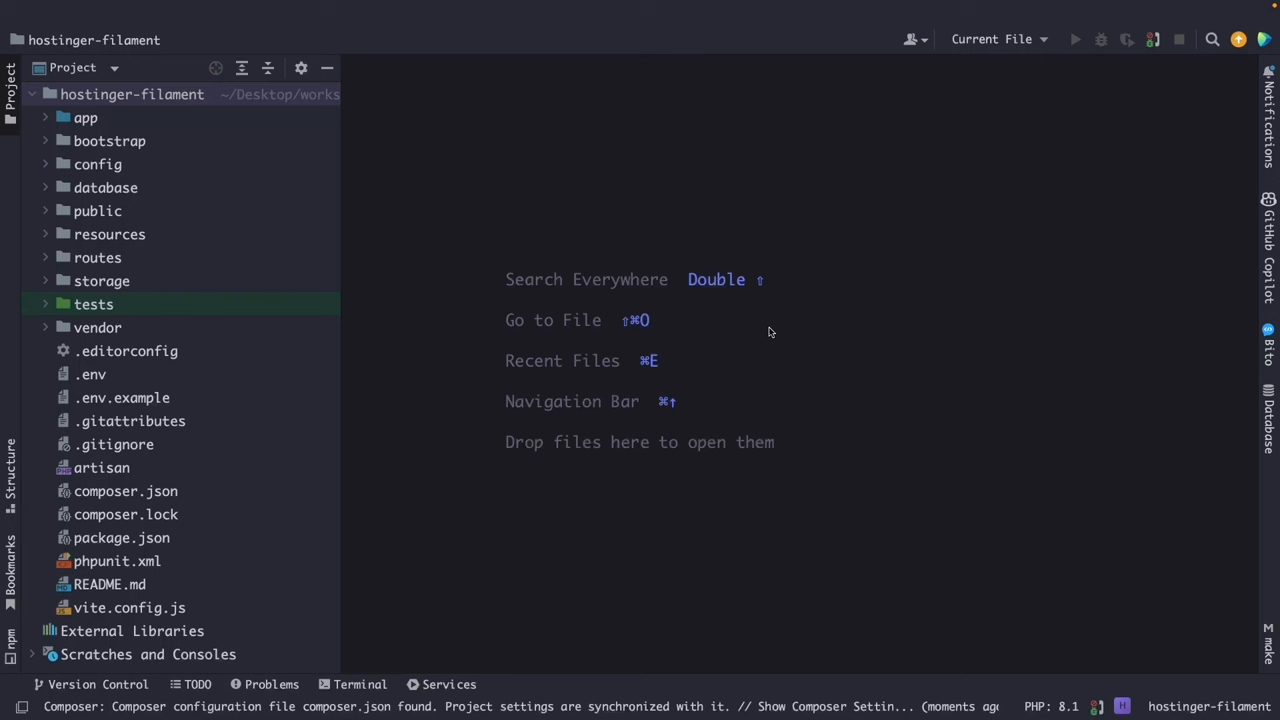 hostinger-filament
Current File
Project
Project
hostinger-filament ~/Desktop/works
app
bootstrap
config
database
public
resources
routes
storage
tests
vendor
.editorconfig
.env
.env.example
.gitattributes
.gitignore
artisan
composer.json
composer.lock
package.json
phpunit.xml
README.md
vite.config.js
External Libraries
Scratches and Consoles
Structure
Bookmarks
npm
Search Everywhere Double ⇧
Go to File ⇧⌘O
Recent Files ⌘E
Navigation Bar ⌘↑
Drop files here to open them
Notifications
GitHub Copilot
Bito
Database
M make
Version Control
TODO
Problems
Terminal
Services
Composer: Composer configuration file composer.json found. Project settings are synchronized with it. // Show Composer Settin... (moments ago
PHP: 8.1
H
hostinger-filament